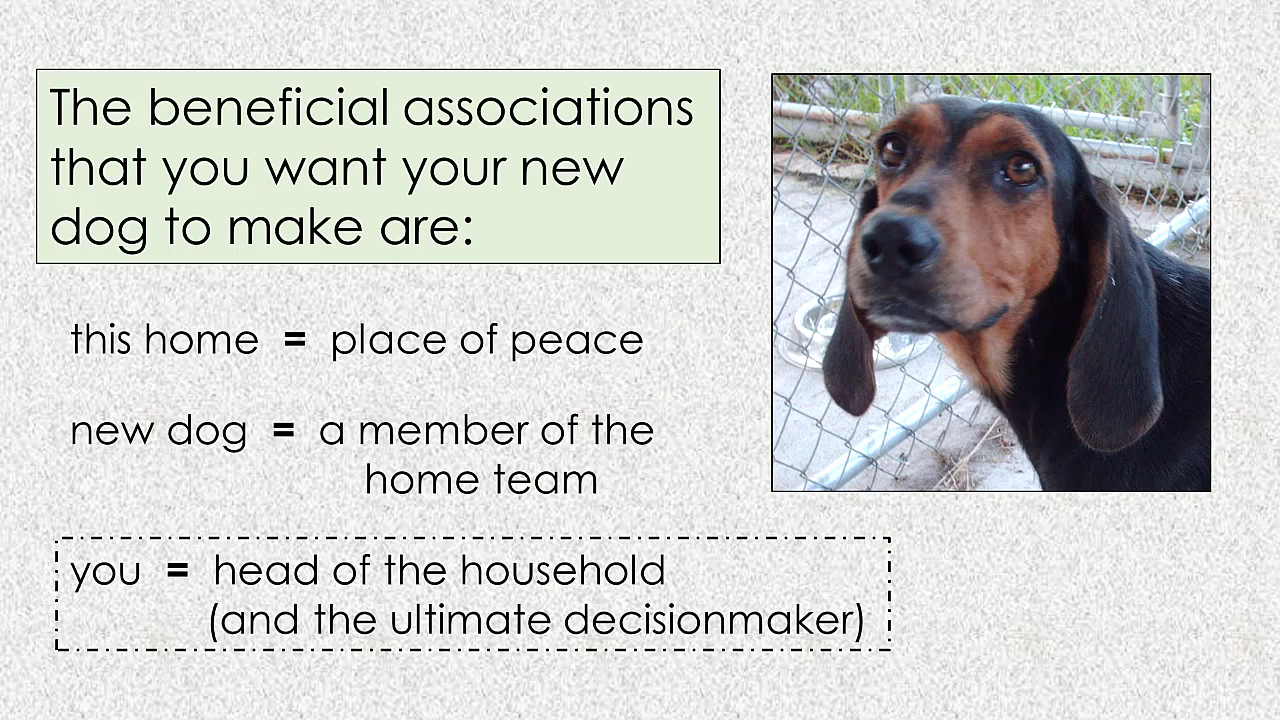 The beneficial associations
that you want your new
dog to make are:
this home = place of peace
new dog = a member of the
home team
you = head of the household
(and the ultimate decisionmaker)